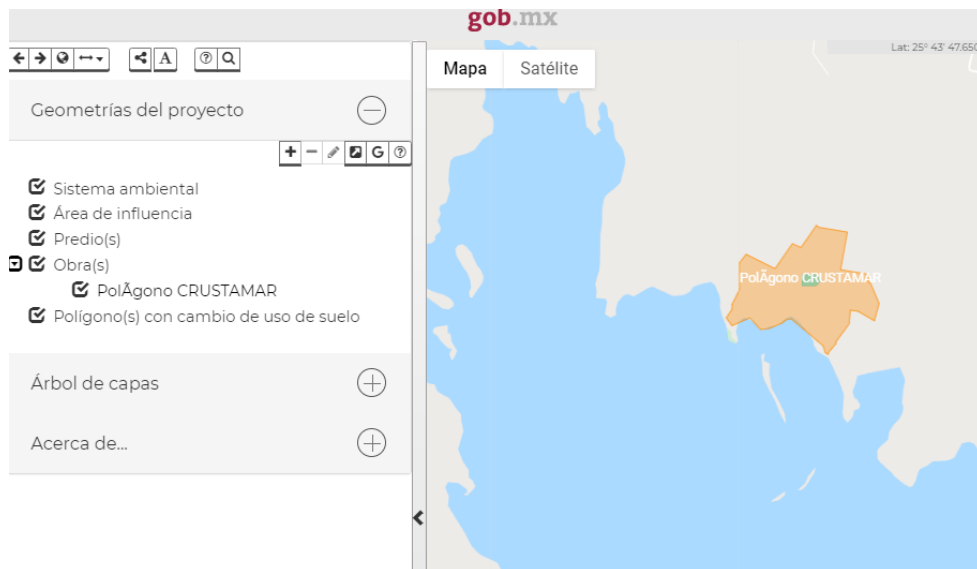 gob.mx
Lat: 25° 43' 47.650
A
Mapa
Satélite
Geometrías del proyecto
G
Sistema ambiental
Área de influencia
Predio(s)
Obra(s)
PolÃgono CRUSTAMAR
Polígono(s) con cambio de uso de suelo
PolÃgono CRUSTAMAR
Árbol de capas
Acerca de...